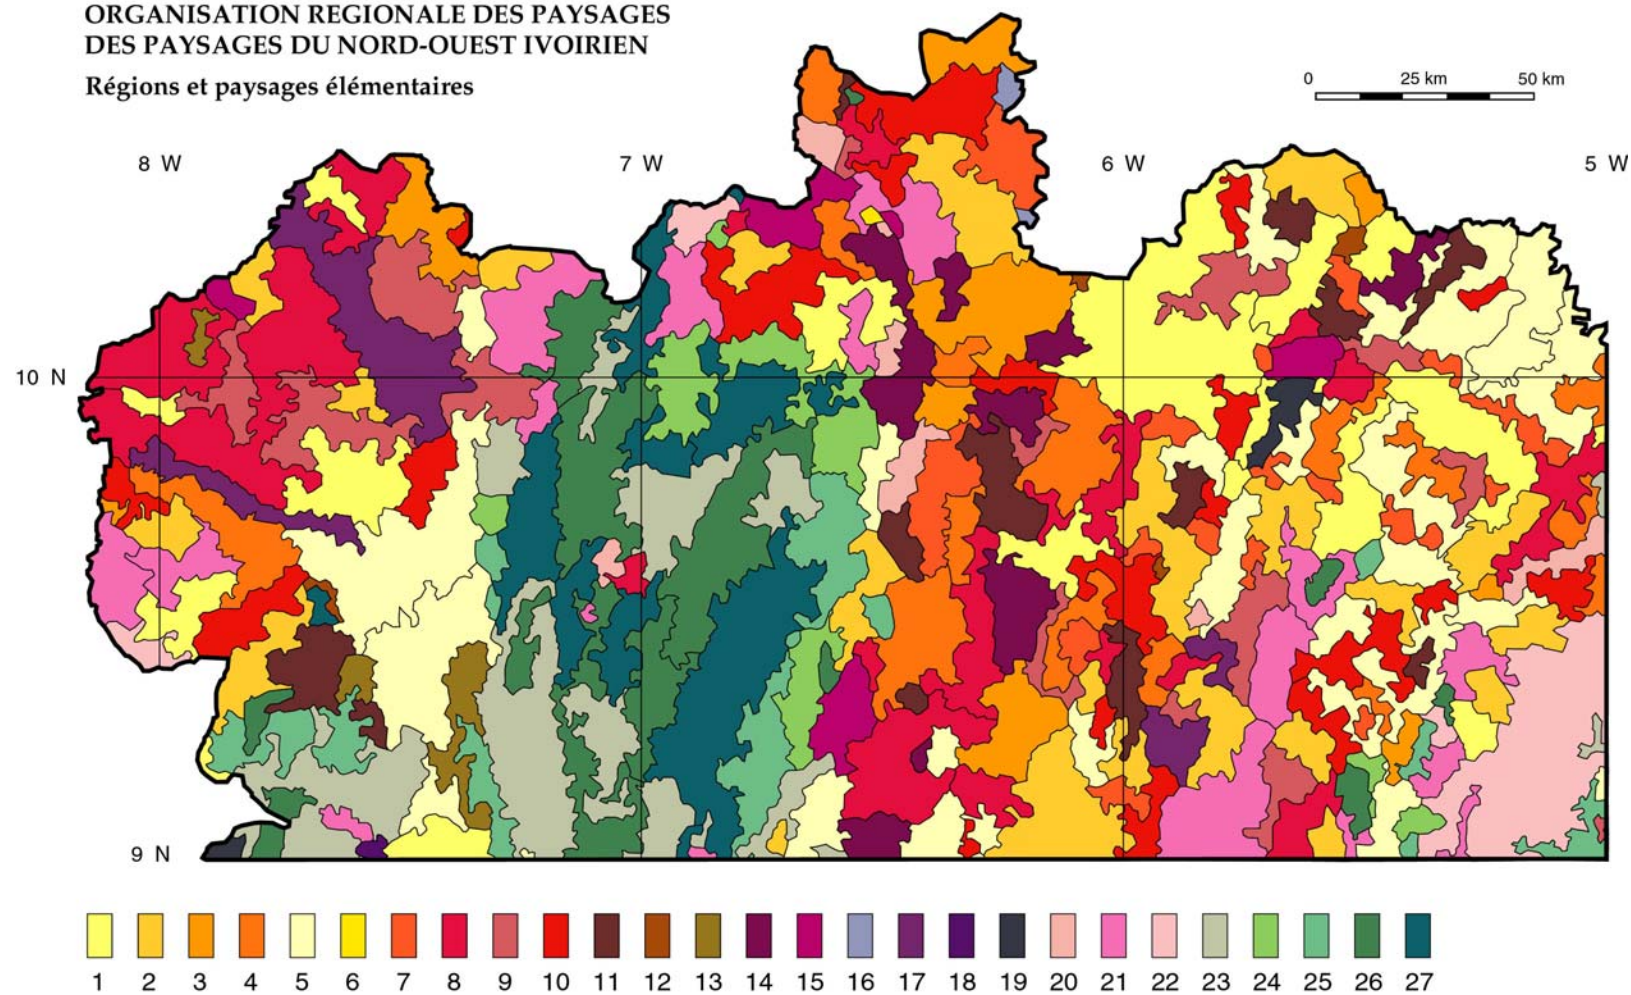 ORGANISATION REGIONALE DES PAYSAGES
DES PAYSAGES DU NORD-OUEST IVOIRIEN
Régions et paysages élémentaires
0 25 km 50 km
8 W 7 W 6 W 5 W
10 N
9 N
1 2 3 4 5 6 7 8 9 10 11 12 13 14 15 16 17 18 19 20 21 22 23 24 25 26 27